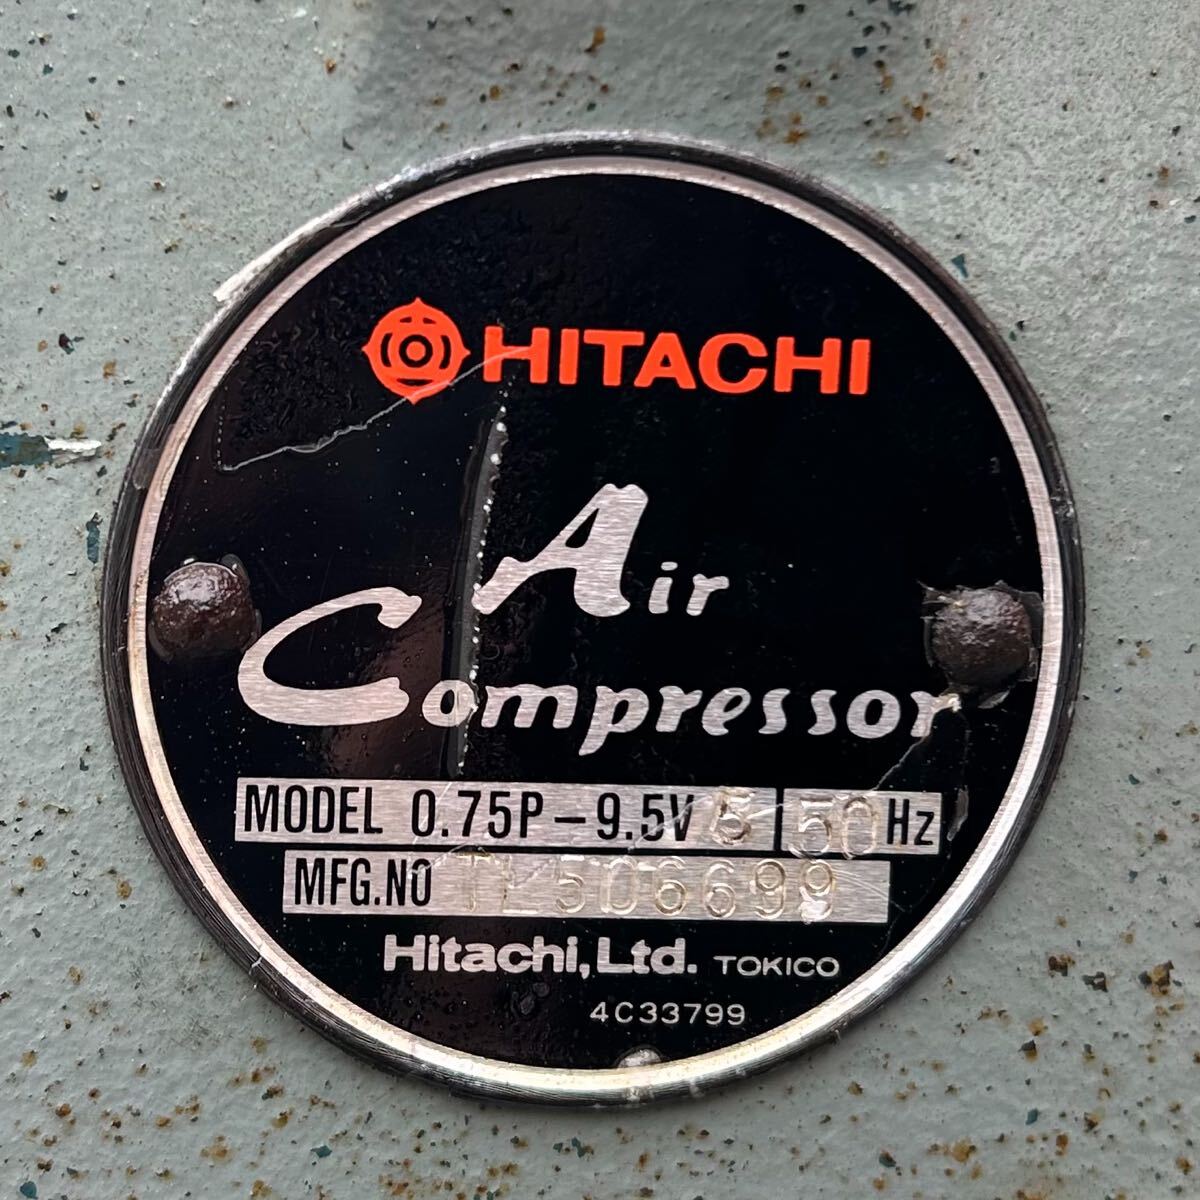 HITACHI
Air
Compressor
MODEL 0.75P-9.5V 5 50 Hz
MFG.NO TL506699
Hitachi, Ltd. TOKICO
4C33799